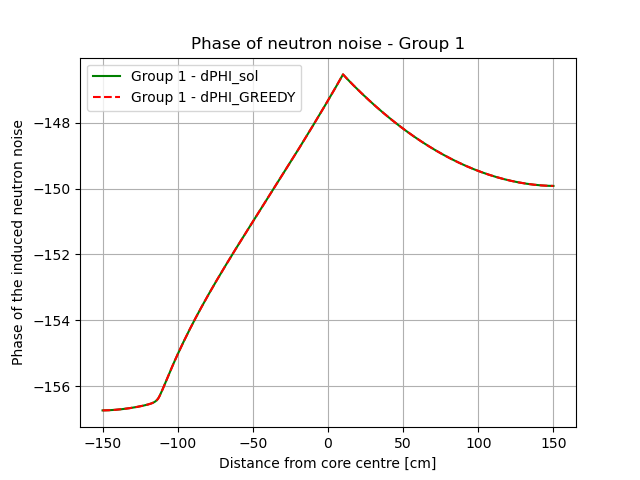 Phase of neutron noise - Group 1
Group 1 - dPHI_sol
Group 1 - dPHI_GREEDY
Phase of the induced neutron noise
−148
−150
−152
−154
−156
−150
−100
−50
0
50
100
150
Distance from core centre [cm]